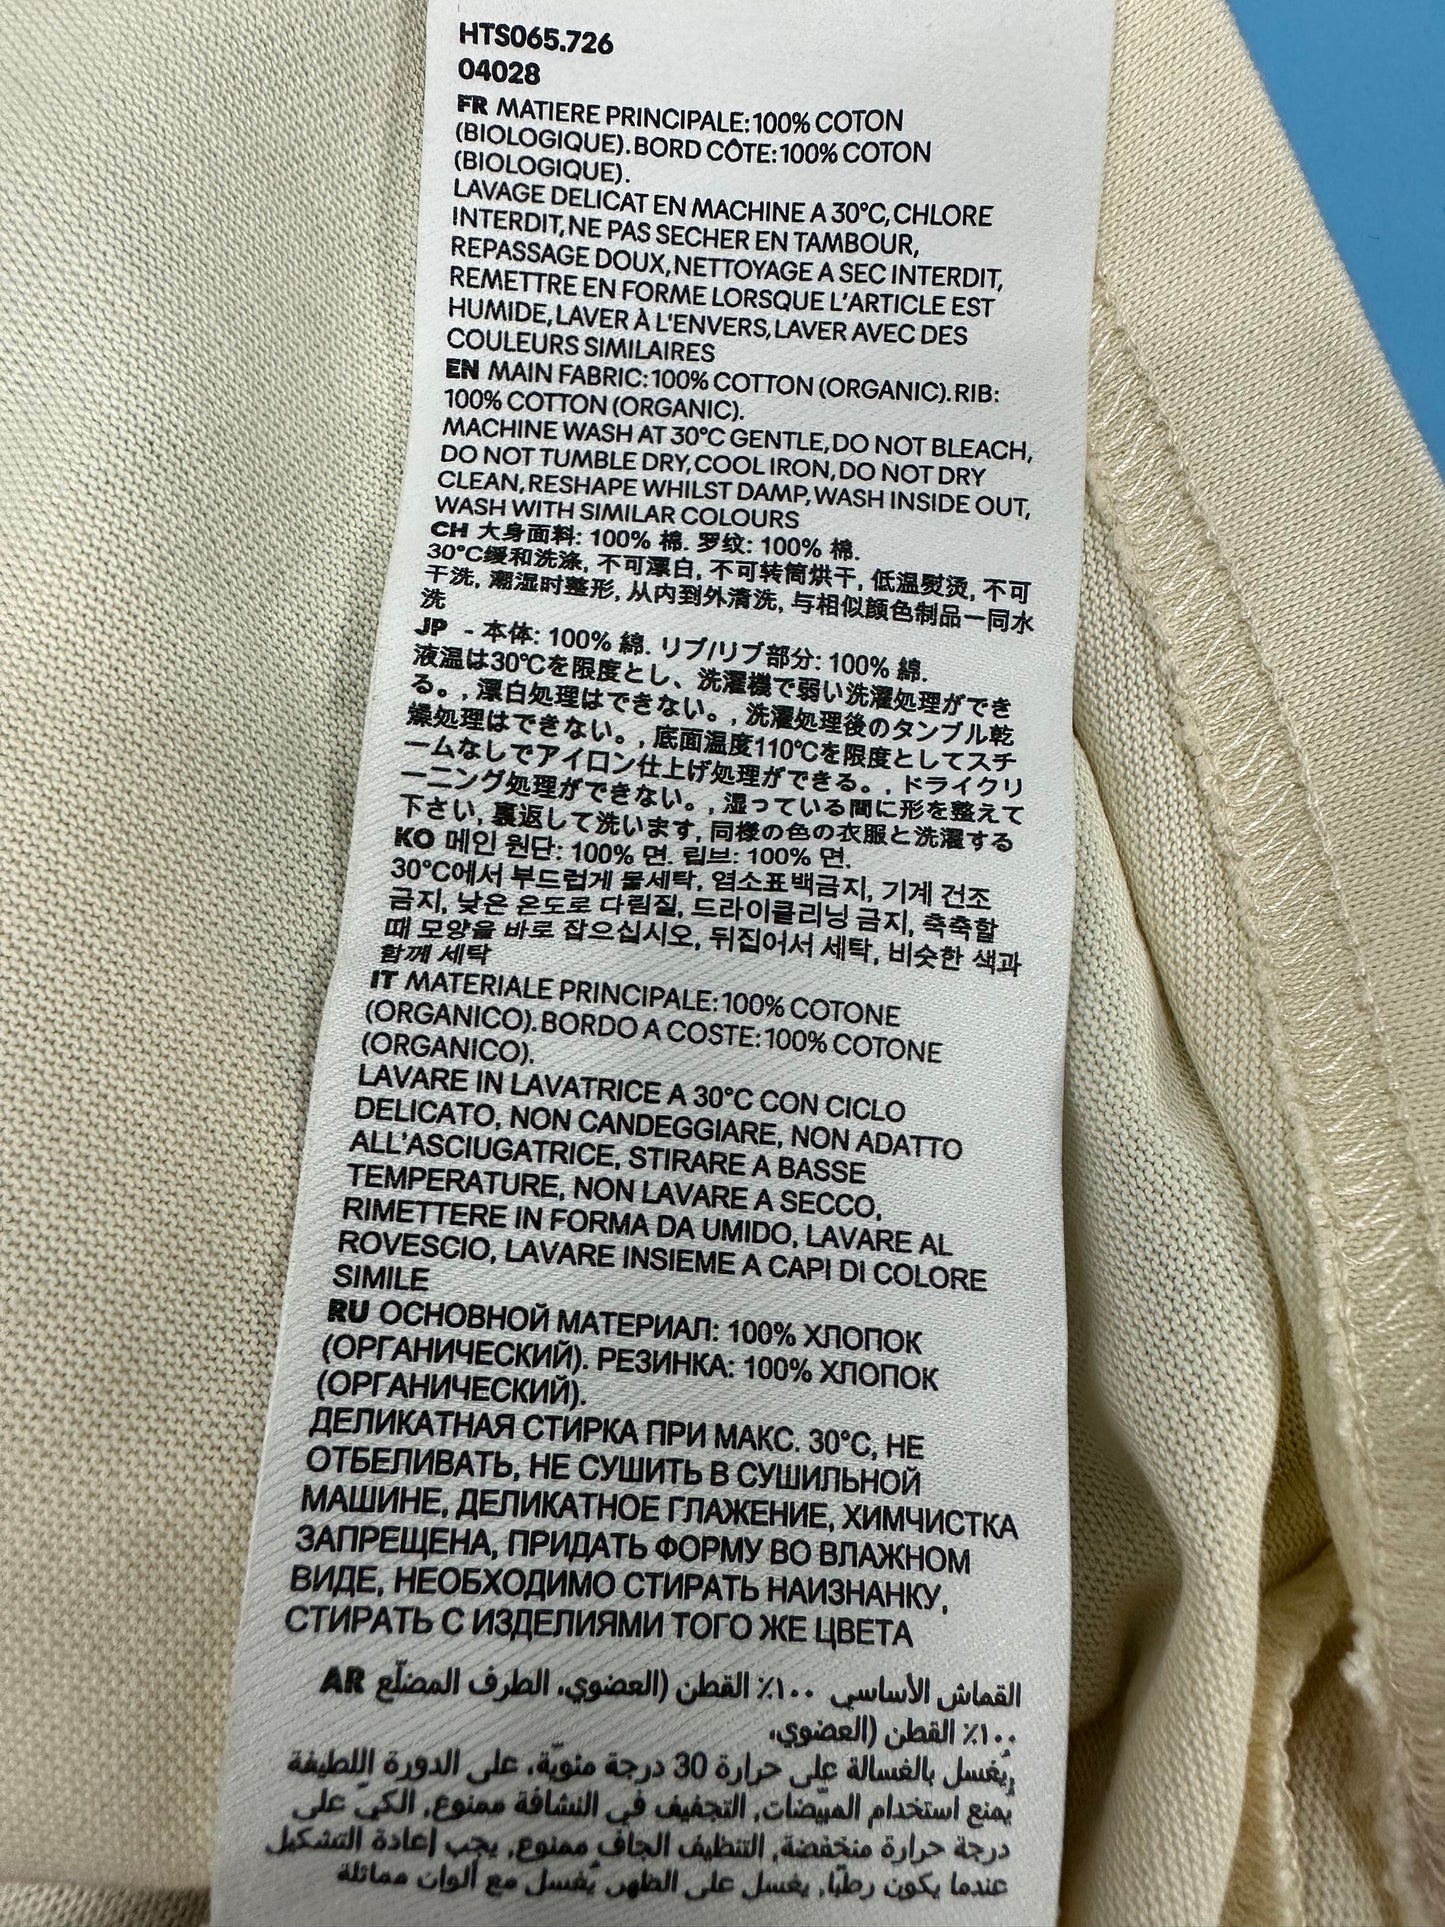 HTS065.726
04028
FR MATIERE PRINCIPALE:100% COTON
(BIOLOGIQUE).BORD CÔTE:100% COTON
(BIOLOGIQUE).
LAVAGE DELICAT EN MACHINE A 30°C,CHLORE
INTERDIT,NE PAS SECHER EN TAMBOUR,
REPASSAGE DOUX,NETTOYAGE A SEC INTERDIT,
REMETTRE EN FORME LORSQUE L'ARTICLE EST
HUMIDE,LAVER À L'ENVERS,LAVER AVEC DES
COULEURS SIMILAIRES
EN MAIN FABRIC:100% COTTON (ORGANIC).RIB:
100% COTTON (ORGANIC).
MACHINE WASH AT 30°C GENTLE,DO NOT BLEACH,
DO NOT TUMBLE DRY,COOL IRON,DO NOT DRY
CLEAN,RESHAPE WHILST DAMP,WASH INSIDE OUT,
WASH WITH SIMILAR COLOURS
CH 大身面料: 100% 棉. 罗纹: 100% 棉.
30°C缓和洗涤, 不可漂白, 不可转筒烘干, 低温熨烫, 不可
干洗, 潮湿时整形, 从内到外清洗, 与相似颜色制品一同水
洗
JP - 本体: 100% 綿. リブ/リブ部分: 100% 綿.
液温は30℃を限度とし、洗濯機で弱い洗濯処理ができ
る。, 漂白処理はできない。, 洗濯処理後のタンブル乾
燥処理はできない。, 底面温度110℃を限度としてスチ
ームなしでアイロン仕上げ処理ができる。, ドライクリ
ーニング処理ができない。, 湿っている間に形を整えて
下さい, 裏返して洗います, 同様の色の衣服と洗濯する
KO 메인 원단: 100% 면. 립브: 100% 면.
30°C에서 부드럽게 물세탁, 염소표백금지, 기계 건조
금지, 낮은 온도로 다림질, 드라이클리닝 금지, 축축할
때 모양을 바로 잡으십시오, 뒤집어서 세탁, 비슷한 색과
함께 세탁
IT MATERIALE PRINCIPALE:100% COTONE
(ORGANICO).BORDO A COSTE:100% COTONE
(ORGANICO).
LAVARE IN LAVATRICE A 30°C CON CICLO
DELICATO, NON CANDEGGIARE, NON ADATTO
ALL'ASCIUGATRICE, STIRARE A BASSE
TEMPERATURE, NON LAVARE A SECCO,
RIMETTERE IN FORMA DA UMIDO, LAVARE AL
ROVESCIO, LAVARE INSIEME A CAPI DI COLORE
SIMILE
RU ОСНОВНОЙ МАТЕРИАЛ: 100% ХЛОПОК
(ОРГАНИЧЕСКИЙ). РЕЗИНКА: 100% ХЛОПОК
(ОРГАНИЧЕСКИЙ).
ДЕЛИКАТНАЯ СТИРКА ПРИ МАКС. 30°C, НЕ
ОТБЕЛИВАТЬ, НЕ СУШИТЬ В СУШИЛЬНОЙ
МАШИНЕ, ДЕЛИКАТНОЕ ГЛАЖЕНИЕ, ХИМЧИСТКА
ЗАПРЕЩЕНА, ПРИДАТЬ ФОРМУ ВО ВЛАЖНОМ
ВИДЕ, НЕОБХОДИМО СТИРАТЬ НАИЗНАНКУ,
СТИРАТЬ С ИЗДЕЛИЯМИ ТОГО ЖЕ ЦВЕТА
القماش الأساسي ١٠٠٪ القطن (العضوي، الطرف المضلّع AR
١٠٠٪ القطن (العضوي،
يُغسل بالغسالة على حرارة 30 درجة مئويّة، على الدورة اللطيفة,
يُمنع استخدام المبيّضات, التجفيف في النشافة ممنوع, الكيّ على
درجة حرارة منخفضة, التنظيف الجاف ممنوع, يجب إعادة التشكيل
عندما يكون رطبًا, يغسل على الظهر, يُغسل مع ألوان مماثلة